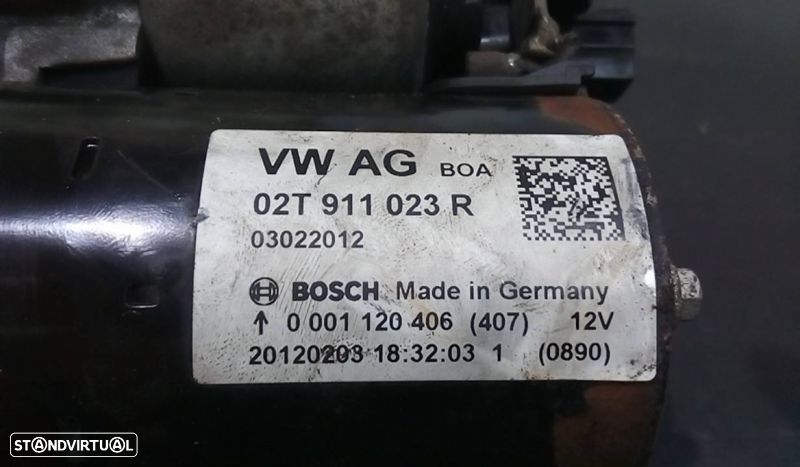 VW AG BOA
02T 911 023 R
03022012
BOSCH Made in Germany
↑ 0 001 120 406 (407) 12V
20120203 18:32:03 1 (0890)
STANDVIRTUAL